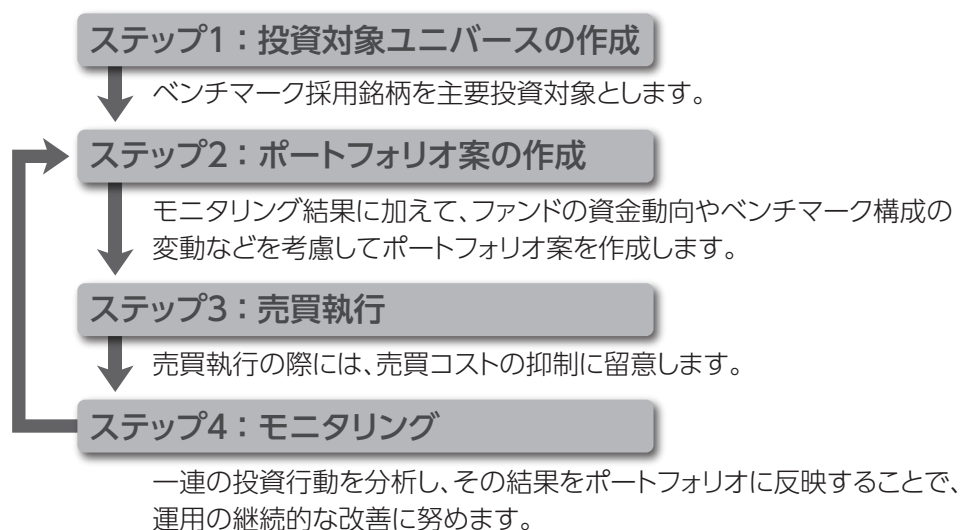 ステップ1：投資対象ユニバースの作成
ベンチマーク採用銘柄を主要投資対象とします。
ステップ2：ポートフォリオ案の作成
モニタリング結果に加えて、ファンドの資金動向やベンチマーク構成の
変動などを考慮してポートフォリオ案を作成します。
ステップ3：売買執行
売買執行の際には、売買コストの抑制に留意します。
ステップ4：モニタリング
一連の投資行動を分析し、その結果をポートフォリオに反映することで、
運用の継続的な改善に努めます。